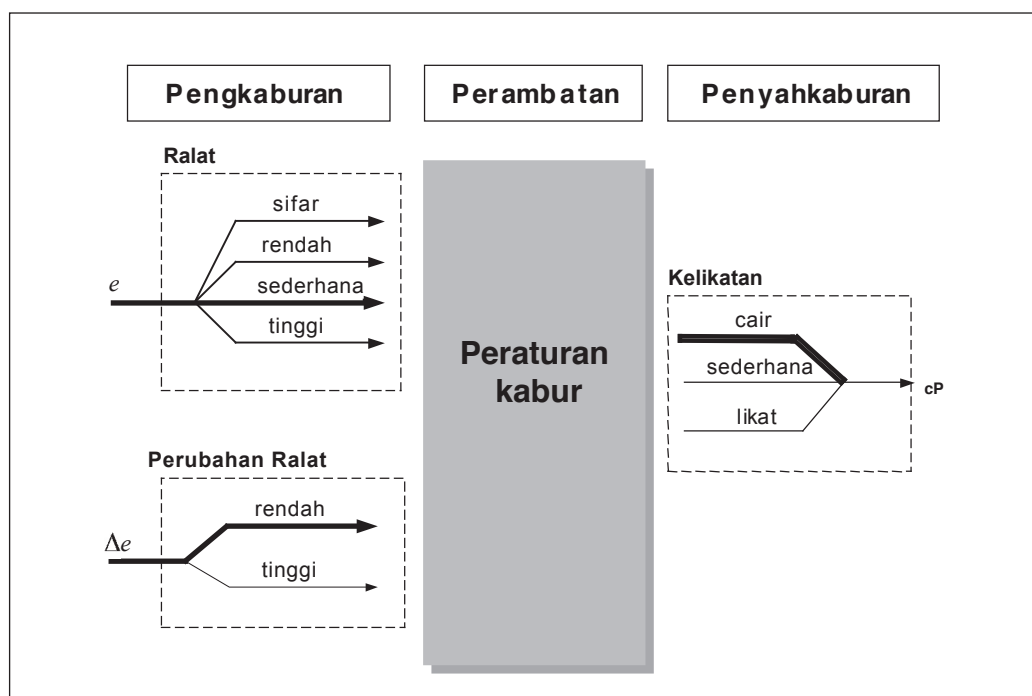 Pengkaburan
Perambatan
Penyahkaburan
Ralat
sifar
rendah
e
sederhana
tinggi
Perubahan Ralat
rendah
Δe
tinggi
Peraturan
kabur
Kelikatan
cair
sederhana
cP
likat